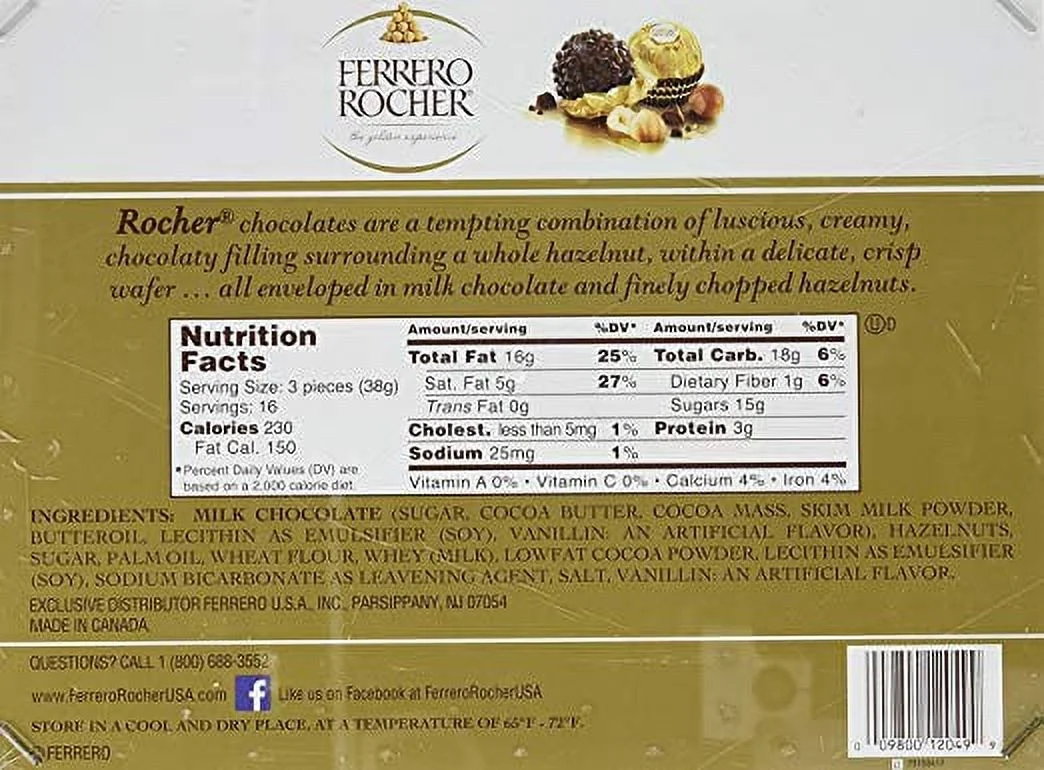 FERRERO
ROCHER®
the golden experience
Rocher® chocolates are a tempting combination of luscious, creamy,
chocolaty filling surrounding a whole hazelnut, within a delicate, crisp
wafer ... all enveloped in milk chocolate and finely chopped hazelnuts.
Nutrition
Facts
Serving Size: 3 pieces (38g)
Servings: 16
Calories 230
Fat Cal. 150
*Percent Daily Values (DV) are
based on a 2,000 calorie diet.
Amount/serving %DV* Amount/serving %DV*
Total Fat 16g 25% Total Carb. 18g 6%
Sat. Fat 5g 27% Dietary Fiber 1g 6%
Trans Fat 0g Sugars 15g
Cholest. less than 5mg 1% Protein 3g
Sodium 25mg 1%
Vitamin A 0% • Vitamin C 0% • Calcium 4% • Iron 4%
U D
INGREDIENTS: MILK CHOCOLATE (SUGAR, COCOA BUTTER, COCOA MASS, SKIM MILK POWDER,
BUTTEROIL, LECITHIN AS EMULSIFIER (SOY), VANILLIN: AN ARTIFICIAL FLAVOR), HAZELNUTS,
SUGAR, PALM OIL, WHEAT FLOUR, WHEY (MILK), LOWFAT COCOA POWDER, LECITHIN AS EMULSIFIER
(SOY), SODIUM BICARBONATE AS LEAVENING AGENT, SALT, VANILLIN: AN ARTIFICIAL FLAVOR.
EXCLUSIVE DISTRIBUTOR FERRERO U.S.A., INC. PARSIPPANY, NJ 07054
MADE IN CANADA
QUESTIONS? CALL 1 (800) 688-3552
www.FerreroRocherUSA.com f Like us on Facebook at FerreroRocherUSA
STORE IN A COOL AND DRY PLACE, AT A TEMPERATURE OF 65°F - 72°F.
FERRERO
0 09800 12049 9